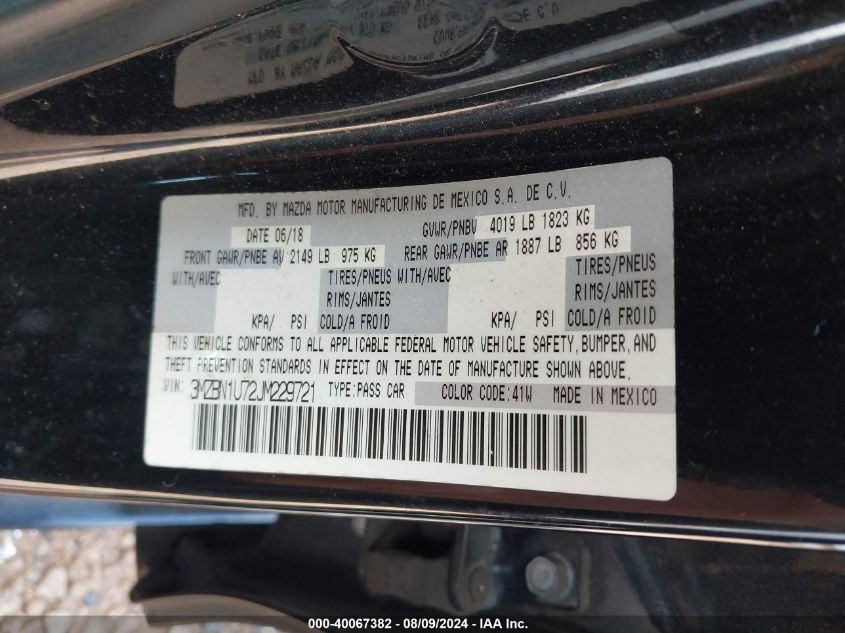 MFD. BY MAZDA MOTOR MANUFACTURING DE MEXICO S.A. DE C.V.
DATE 06/18 GVWR/PNBV 4019 LB 1823 KG
FRONT GAWR/PNBE AV 2149 LB 975 KG REAR GAWR/PNBE AR 1887 LB 856 KG
WITH/AVEC TIRES/PNEUS WITH/AVEC TIRES/PNEUS
RIMS/JANTES RIMS/JANTES
KPA/ PSI COLD/A FROID KPA/ PSI COLD/A FROID
THIS VEHICLE CONFORMS TO ALL APPLICABLE FEDERAL MOTOR VEHICLE SAFETY, BUMPER, AND
THEFT PREVENTION STANDARDS IN EFFECT ON THE DATE OF MANUFACTURE SHOWN ABOVE.
VIN: 3MZBN1U72JM229721 TYPE:PASS CAR COLOR CODE:41W MADE IN MEXICO
000-40067382 - 08/09/2024 - IAA Inc.